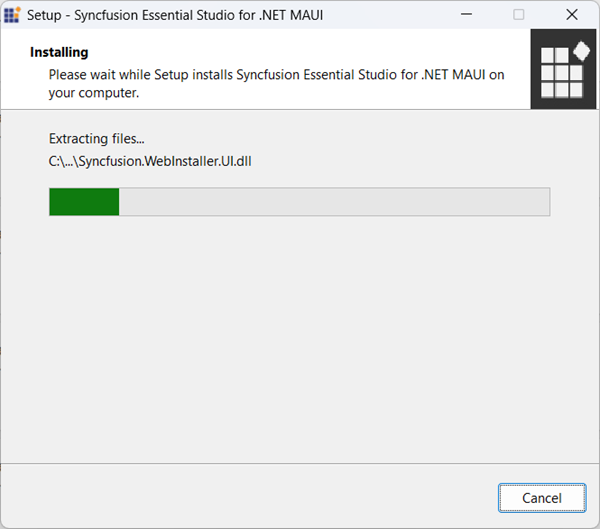 Setup - Syncfusion Essential Studio for .NET MAUI
Installing
Please wait while Setup installs Syncfusion Essential Studio for .NET MAUI on
your computer.
Extracting files...
C:\...\Syncfusion.WebInstaller.UI.dll
Cancel